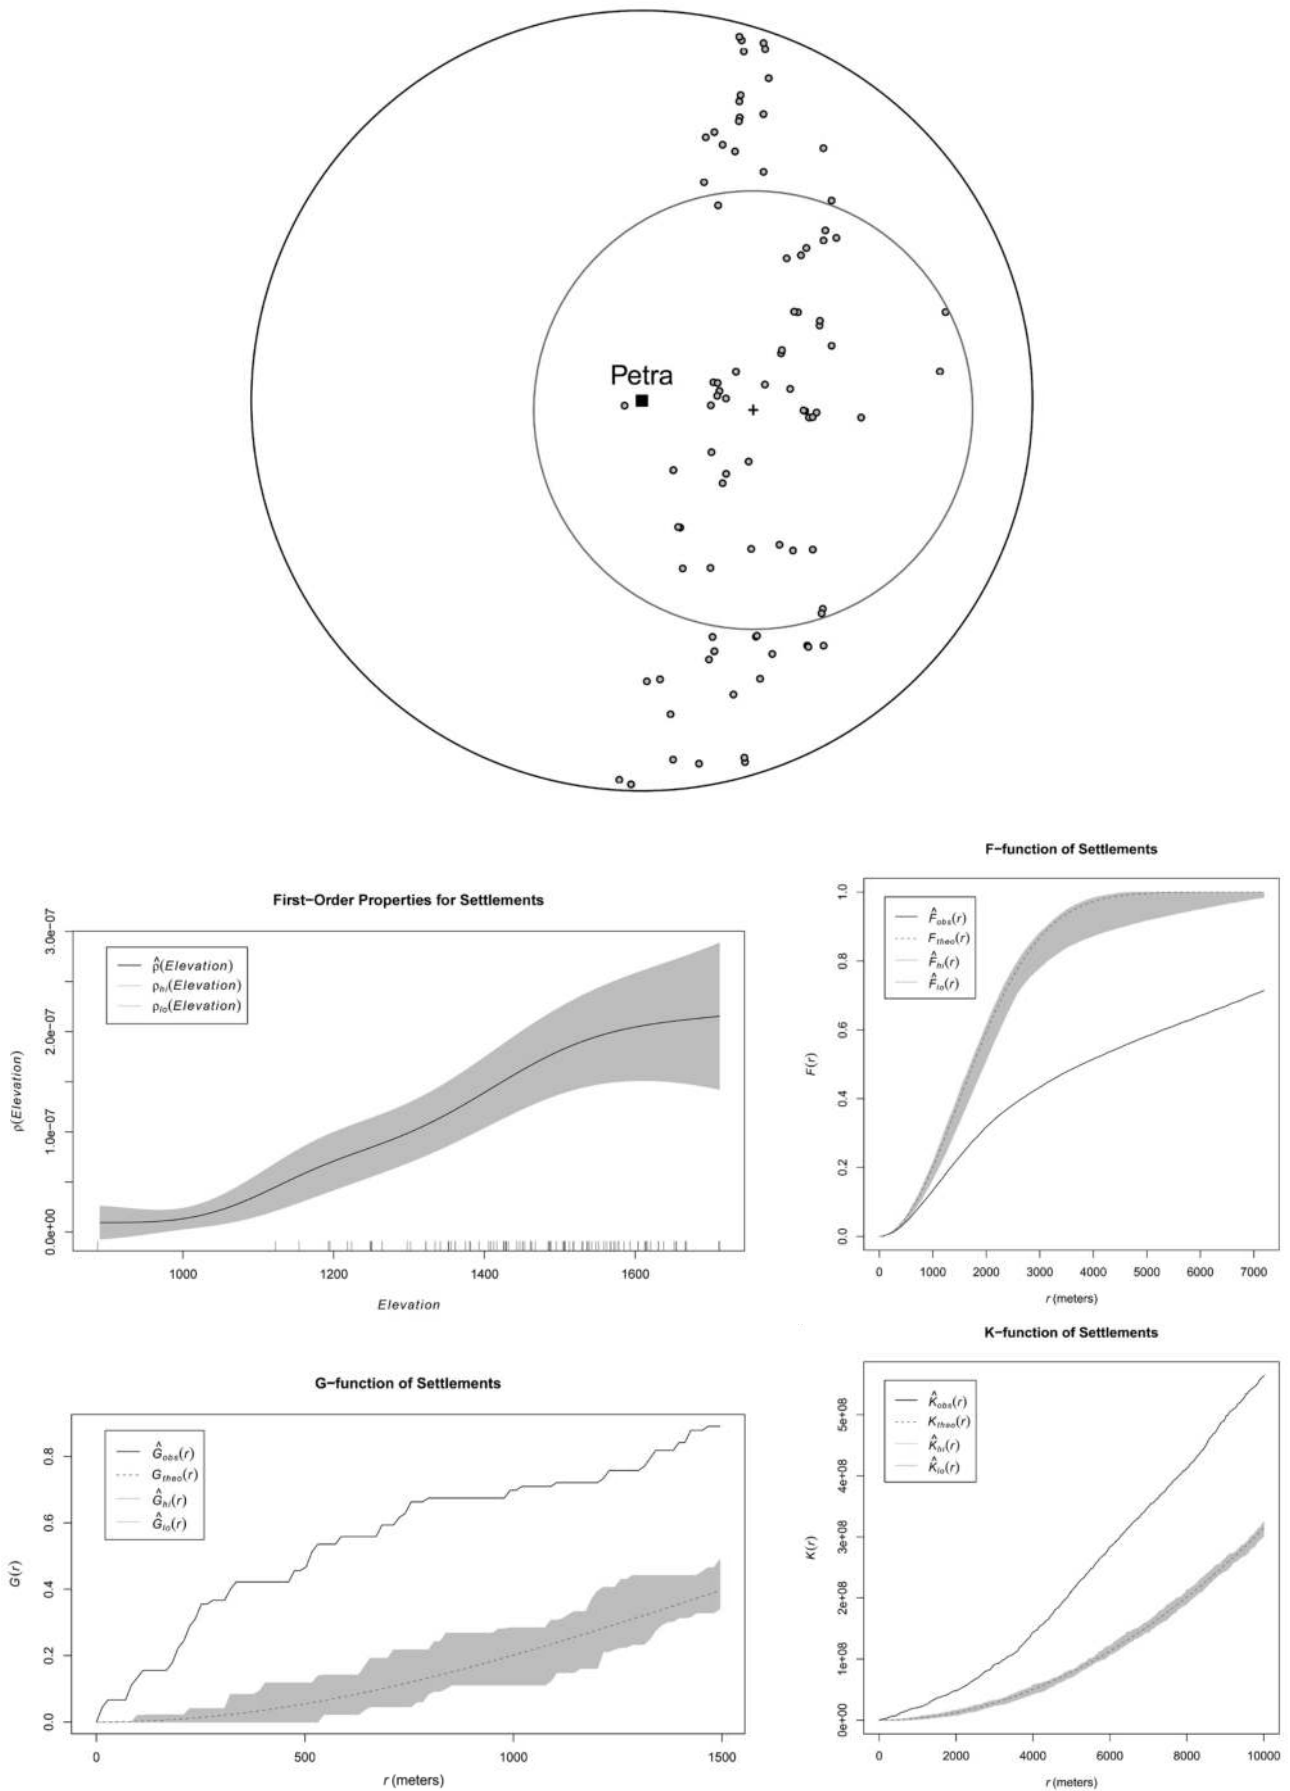 Petra
First−Order Properties for Settlements
ρ̂(Elevation)
ρhi(Elevation)
ρlo(Elevation)
ρ(Elevation)
0.0e+00 1.0e−07 2.0e−07 3.0e−07
1000 1200 1400 1600
Elevation
F−function of Settlements
F̂obs(r)
Ftheo(r)
F̂hi(r)
F̂lo(r)
F(r)
0.0 0.2 0.4 0.6 0.8 1.0
0 1000 2000 3000 4000 5000 6000 7000
r (meters)
G−function of Settlements
Ĝobs(r)
Gtheo(r)
Ĝhi(r)
Ĝlo(r)
G(r)
0.0 0.2 0.4 0.6 0.8
0 500 1000 1500
r (meters)
K−function of Settlements
K̂obs(r)
Ktheo(r)
K̂hi(r)
K̂lo(r)
K(r)
0e+00 1e+08 2e+08 3e+08 4e+08 5e+08
0 2000 4000 6000 8000 10000
r (meters)